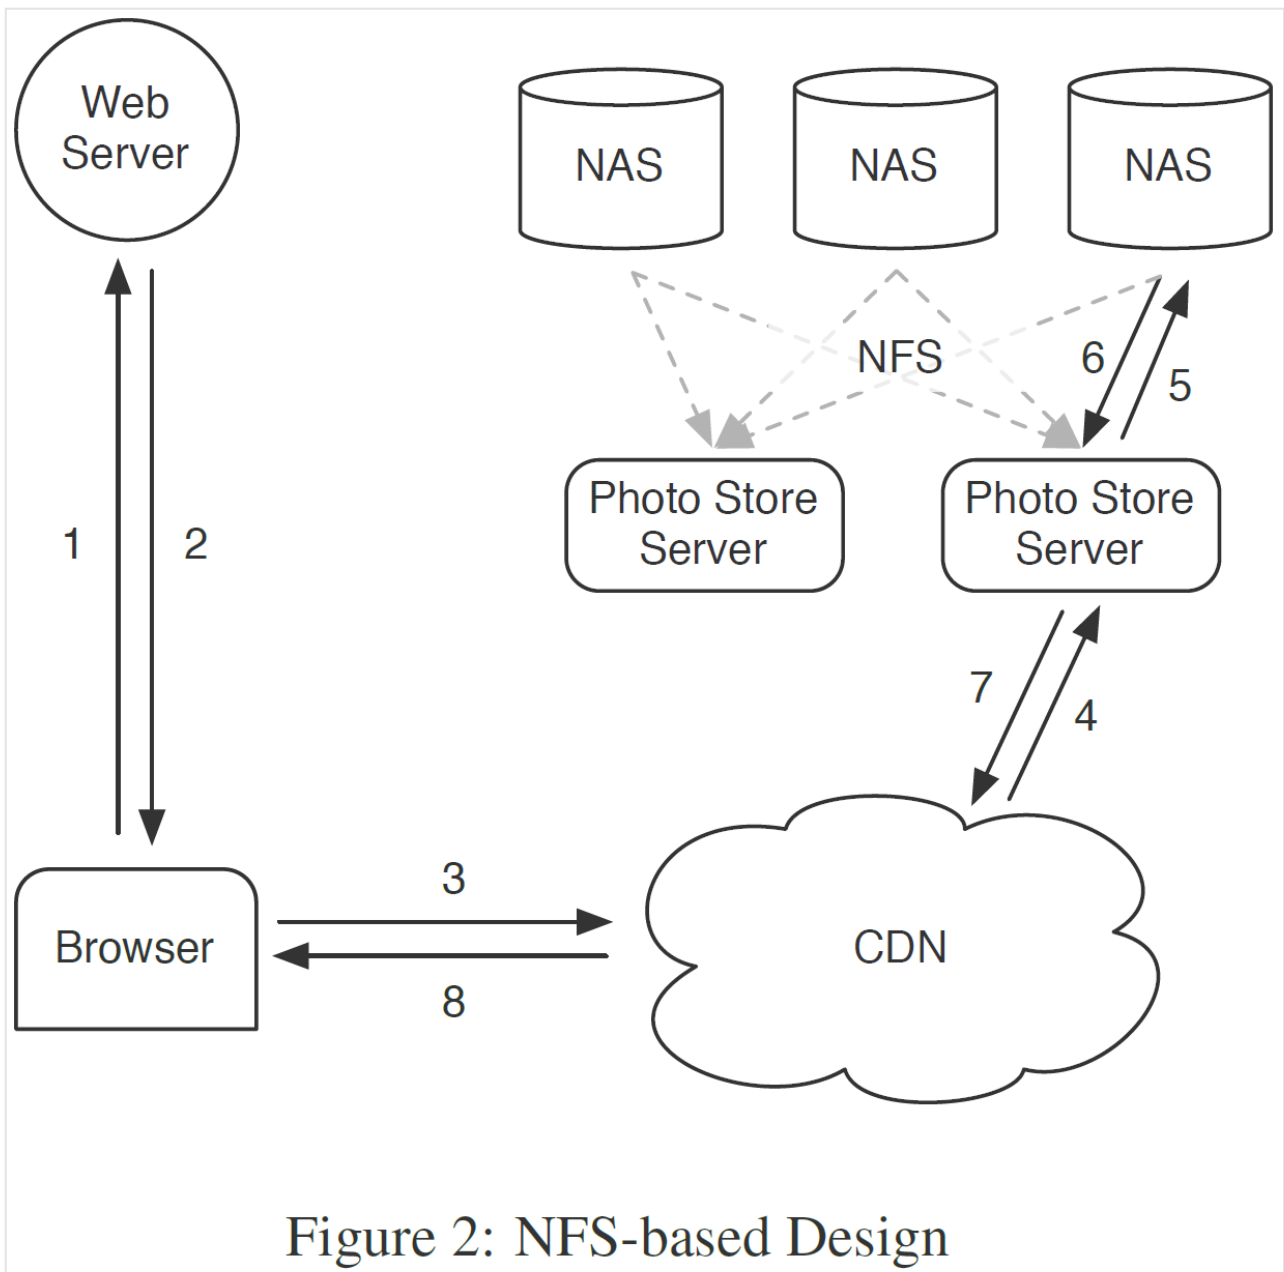 Web
Server
NAS
NAS
NAS
NFS
6
5
Photo Store
Server
Photo Store
Server
1
2
7
4
3
Browser
CDN
8
Figure 2: NFS-based Design